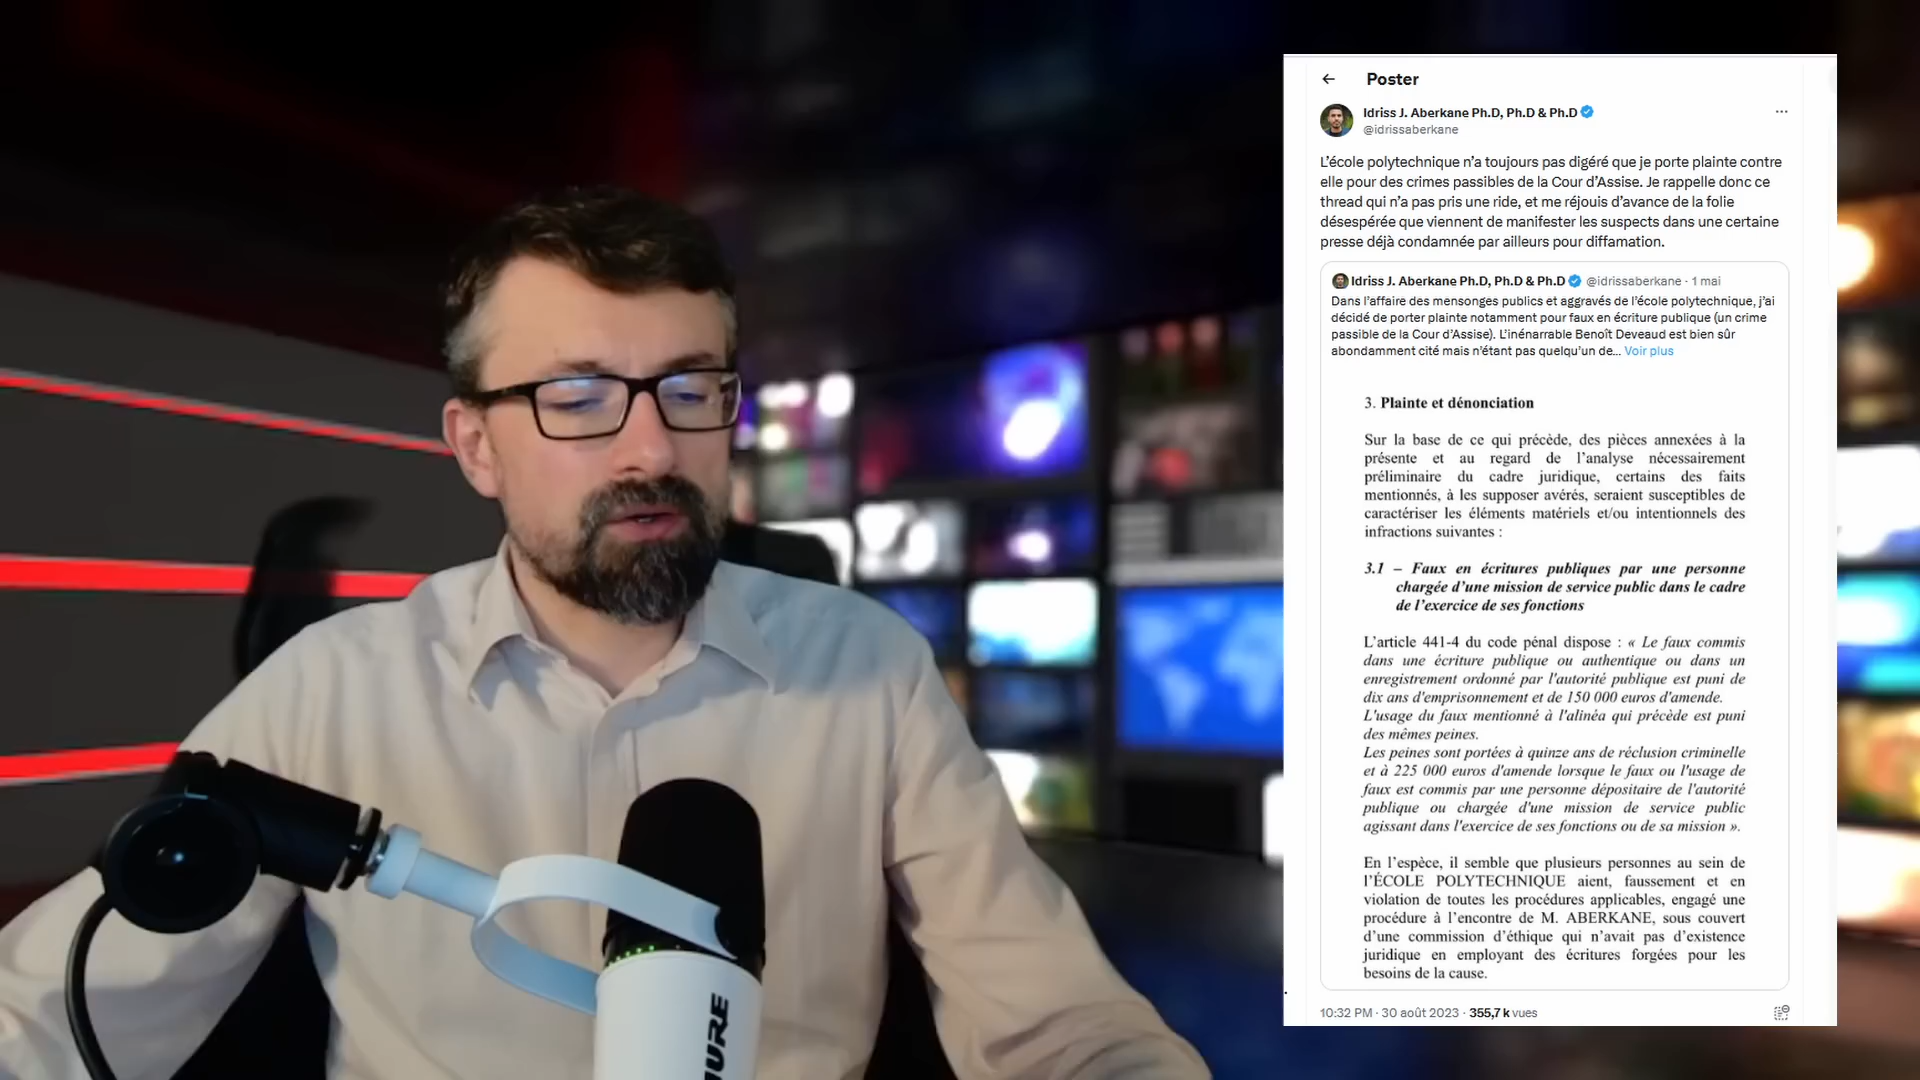 Poster
Idriss J. Aberkane Ph.D, Ph.D & Ph.D
@idrissaberkane
L'école polytechnique n'a toujours pas digéré que je porte plainte contre
elle pour des crimes passibles de la Cour d'Assise. Je rappelle donc ce
thread qui n'a pas pris une ride, et me réjouis d'avance de la folie
désespérée que viennent de manifester les suspects dans une certaine
presse déjà condamnée par ailleurs pour diffamation.
Idriss J. Aberkane Ph.D, Ph.D & Ph.D @idrissaberkane · 1 mai
Dans l'affaire des mensonges publics et aggravés de l'école polytechnique, j'ai
décidé de porter plainte notamment pour faux en écriture publique (un crime
passible de la Cour d'Assise). L'inénarrable Benoît Deveaud est bien sûr
abondamment cité mais n'étant pas quelqu'un de... Voir plus
3. Plainte et dénonciation
Sur la base de ce qui précède, des pièces annexées à la
présente et au regard de l'analyse nécessairement
préliminaire du cadre juridique, certains des faits
mentionnés, à les supposer avérés, seraient susceptibles de
caractériser les éléments matériels et/ou intentionnels des
infractions suivantes :
3.1 – Faux en écritures publiques par une personne
chargée d'une mission de service public dans le cadre
de l'exercice de ses fonctions
L'article 441-4 du code pénal dispose : « Le faux commis
dans une écriture publique ou authentique ou dans un
enregistrement ordonné par l'autorité publique est puni de
dix ans d'emprisonnement et de 150 000 euros d'amende.
L'usage du faux mentionné à l'alinéa qui précède est puni
des mêmes peines.
Les peines sont portées à quinze ans de réclusion criminelle
et à 225 000 euros d'amende lorsque le faux ou l'usage de
faux est commis par une personne dépositaire de l'autorité
publique ou chargée d'une mission de service public
agissant dans l'exercice de ses fonctions ou de sa mission ».
En l'espèce, il semble que plusieurs personnes au sein de
l'ÉCOLE POLYTECHNIQUE aient, faussement et en
violation de toutes les procédures applicables, engagé une
procédure à l'encontre de M. ABERKANE, sous couvert
d'une commission d'éthique qui n'avait pas d'existence
juridique en employant des écritures forgées pour les
besoins de la cause.
10:32 PM · 30 août 2023 · 355,7 k vues